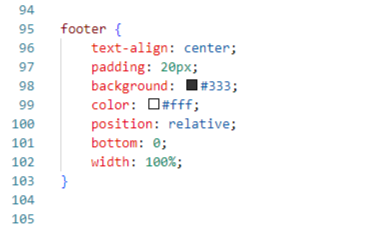 94
95 footer {
96 text-align: center;
97 padding: 20px;
98 background: #333;
99 color: #fff;
100 position: relative;
101 bottom: 0;
102 width: 100%;
103 }
104
105